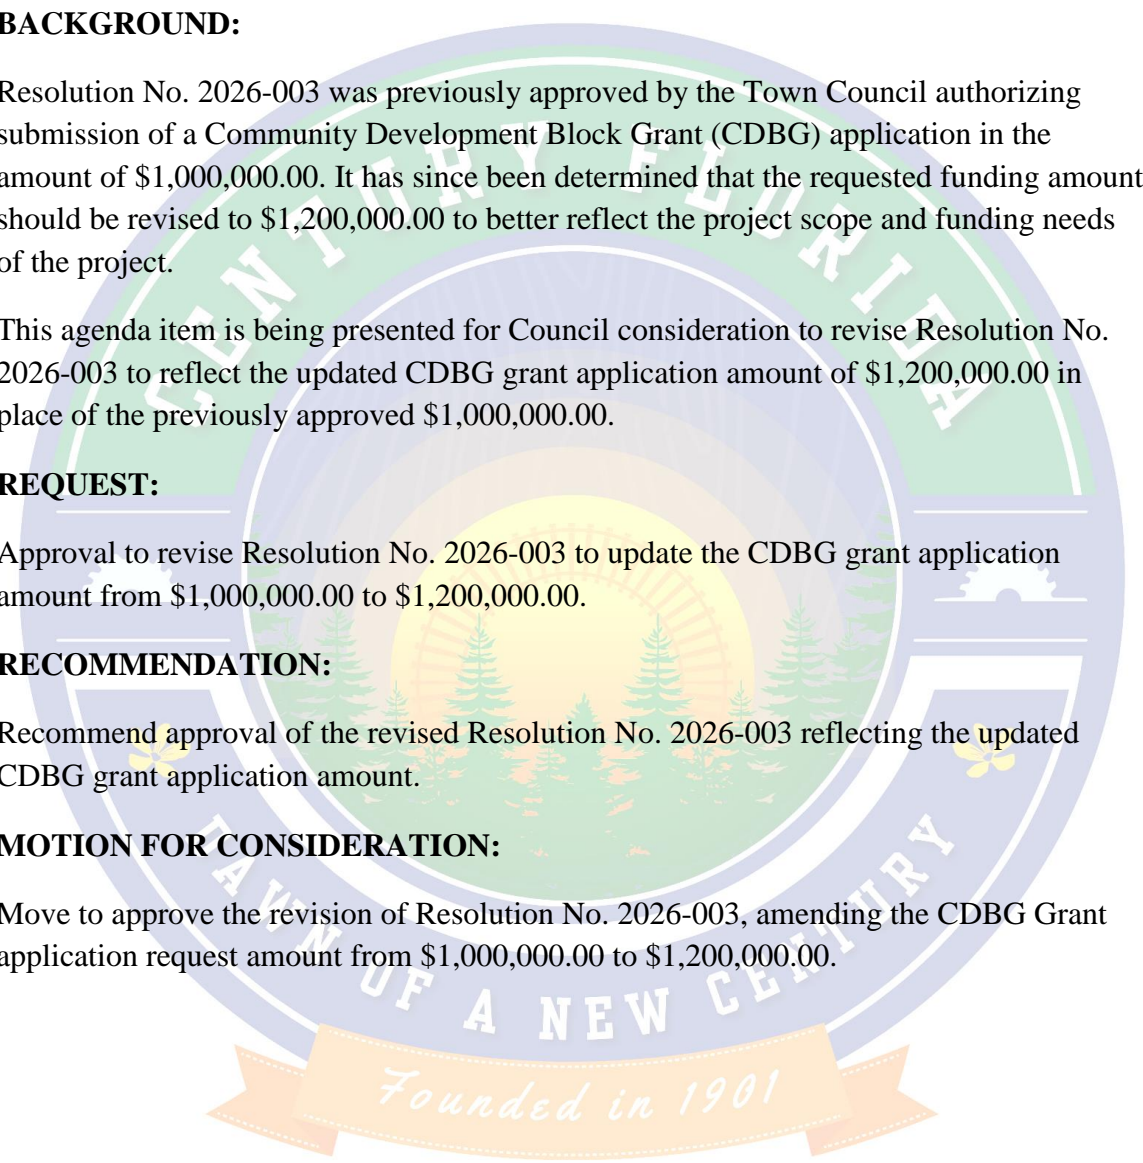 BACKGROUND:
Resolution No. 2026-003 was previously approved by the Town Council authorizing
submission of a Community Development Block Grant (CDBG) application in the
amount of $1,000,000.00. It has since been determined that the requested funding amount
should be revised to $1,200,000.00 to better reflect the project scope and funding needs
of the project.
This agenda item is being presented for Council consideration to revise Resolution No.
2026-003 to reflect the updated CDBG grant application amount of $1,200,000.00 in
place of the previously approved $1,000,000.00.
REQUEST:
Approval to revise Resolution No. 2026-003 to update the CDBG grant application
amount from $1,000,000.00 to $1,200,000.00.
RECOMMENDATION:
Recommend approval of the revised Resolution No. 2026-003 reflecting the updated
CDBG grant application amount.
MOTION FOR CONSIDERATION:
Move to approve the revision of Resolution No. 2026-003, amending the CDBG Grant
application request amount from $1,000,000.00 to $1,200,000.00.
CENTURY FLORIDA
DAWN OF A NEW CENTURY
Founded in 1901